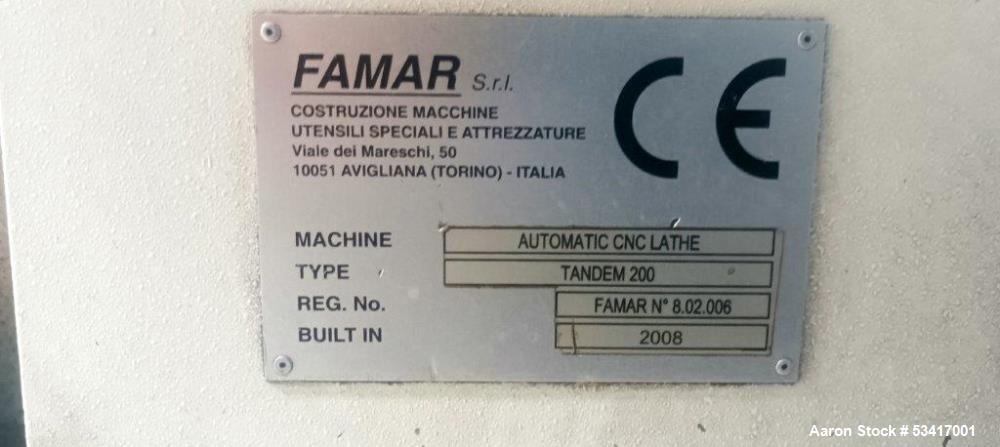 FAMAR S.r.l.
COSTRUZIONE MACCHINE
UTENSILI SPECIALI E ATTREZZATURE
Viale dei Mareschi, 50
10051 AVIGLIANA (TORINO) - ITALIA
CE
MACHINE AUTOMATIC CNC LATHE
TYPE TANDEM 200
REG. No. FAMAR N° 8.02.006
BUILT IN 2008
Aaron Stock # 53417001